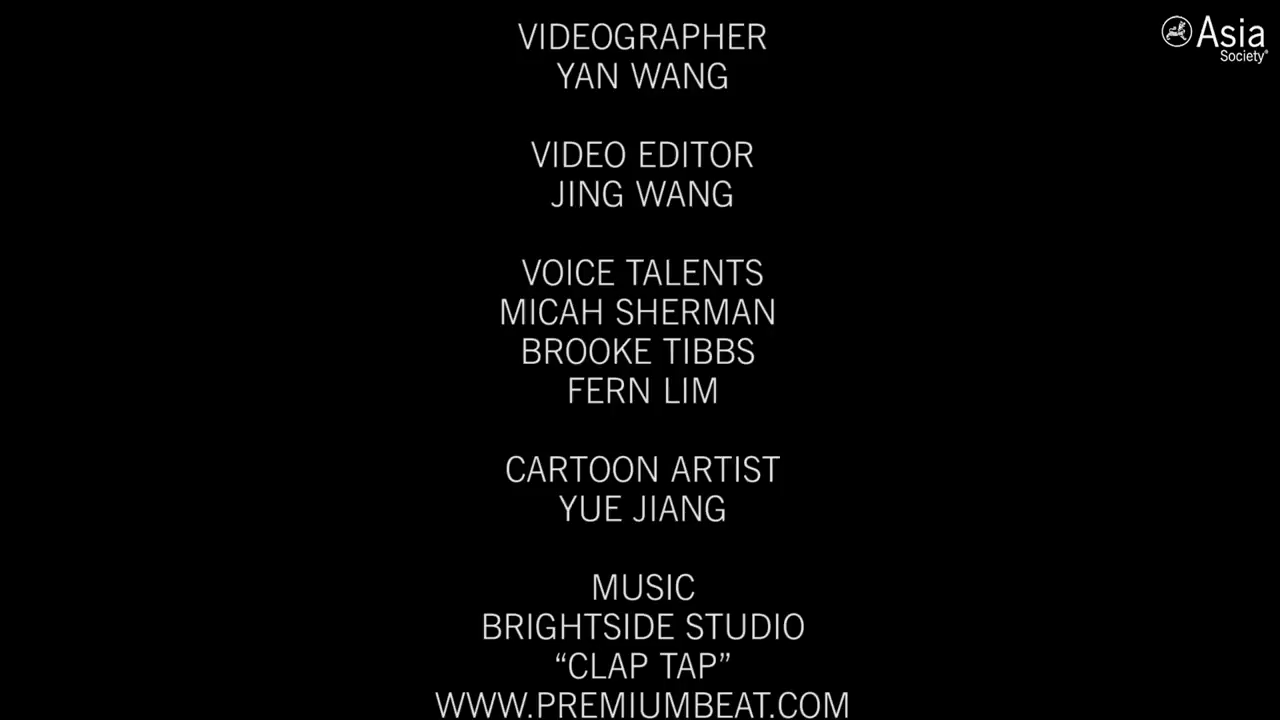 VIDEOGRAPHER
YAN WANG
VIDEO EDITOR
JING WANG
VOICE TALENTS
MICAH SHERMAN
BROOKE TIBBS
FERN LIM
CARTOON ARTIST
YUE JIANG
MUSIC
BRIGHTSIDE STUDIO
“CLAP TAP”
WWW.PREMIUMBEAT.COM
Asia
Society®